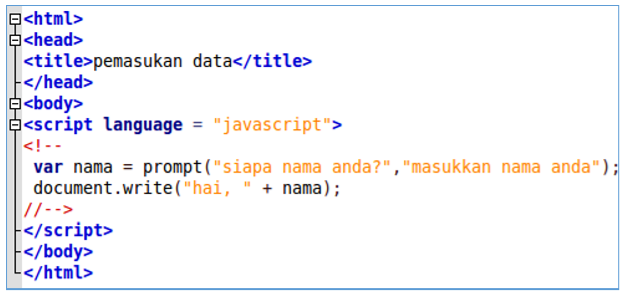 <html>
<head>
<title>pemasukan data</title>
</head>
<body>
<script language = "javascript">
<!--
var nama = prompt("siapa nama anda?","masukkan nama anda");
document.write("hai, " + nama);
//-->
</script>
</body>
</html>